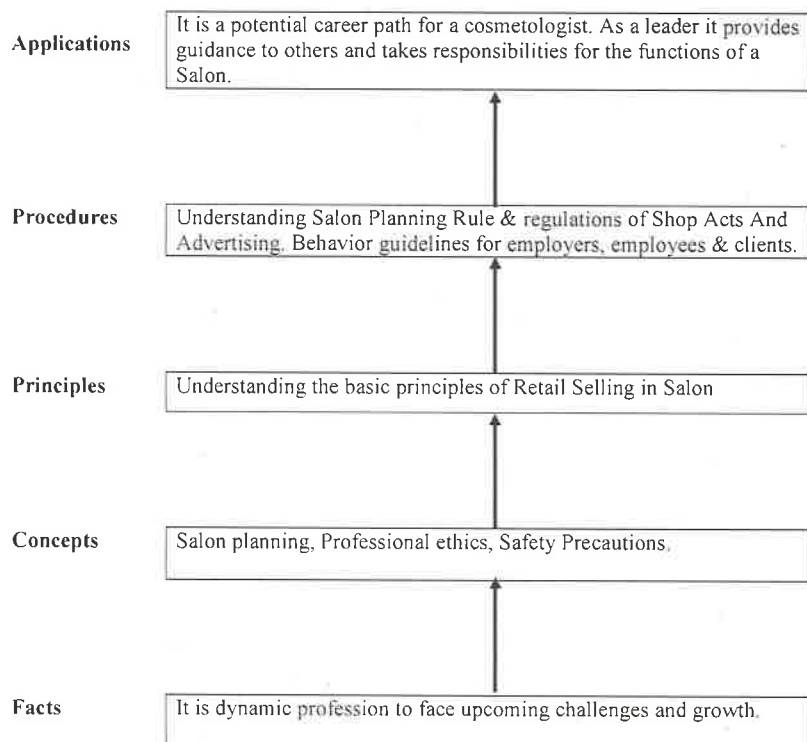 Applications
It is a potential career path for a cosmetologist. As a leader it provides
guidance to others and takes responsibilities for the functions of a
Salon.
Procedures
Understanding Salon Planning Rule & regulations of Shop Acts And
Advertising. Behavior guidelines for employers, employees & clients.
Principles
Understanding the basic principles of Retail Selling in Salon
Concepts
Salon planning, Professional ethics, Safety Precautions.
Facts
It is dynamic profession to face upcoming challenges and growth.